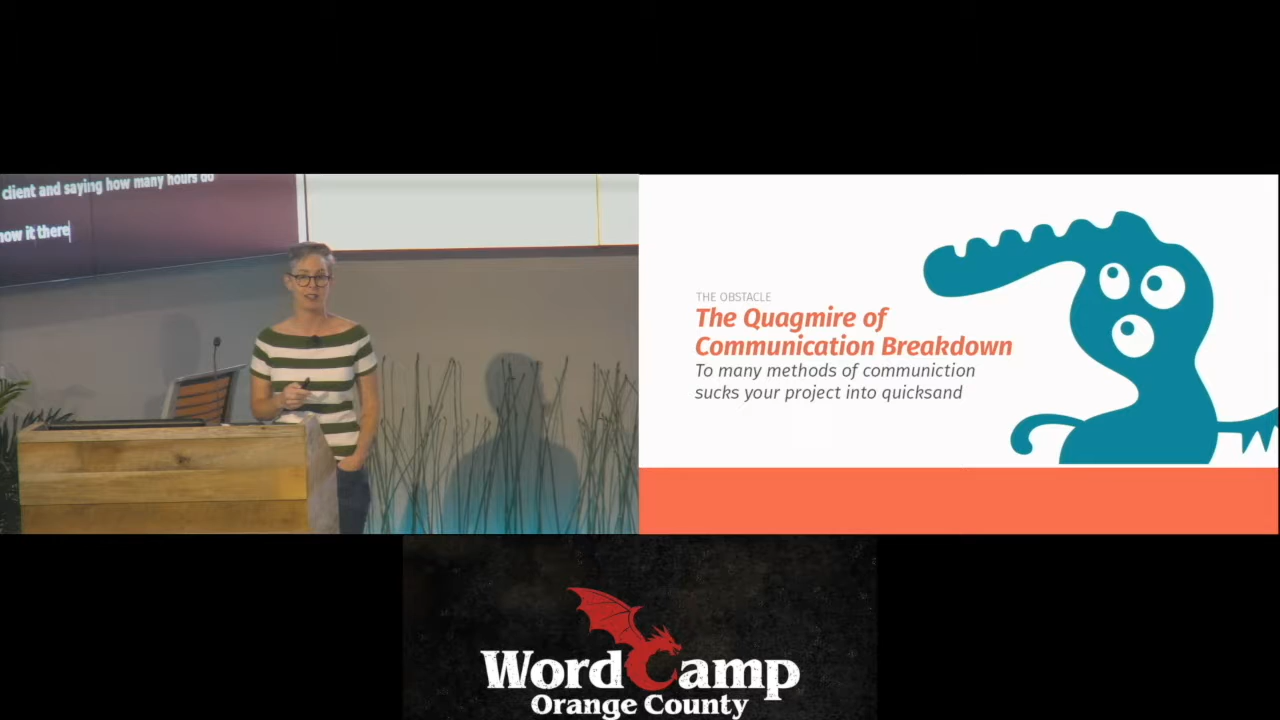 client and saying how many hours do
now it there
THE OBSTACLE
The Quagmire of
Communication Breakdown
To many methods of communiction
sucks your project into quicksand
WordCamp
Orange County